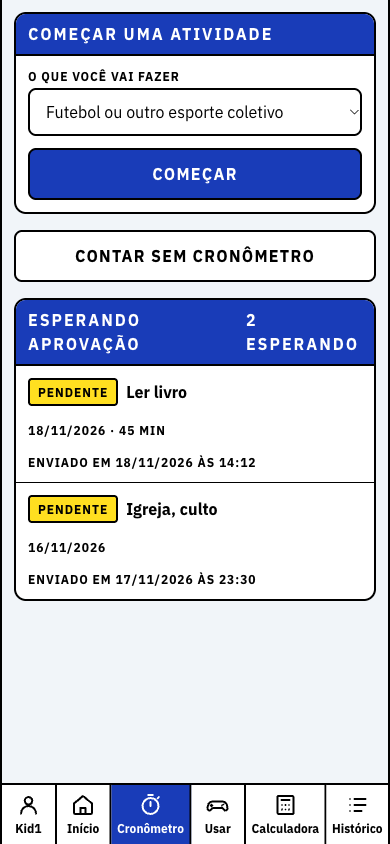 COMEÇAR UMA ATIVIDADE
O QUE VOCÊ VAI FAZER
Futebol ou outro esporte coletivo
COMEÇAR
CONTAR SEM CRONÔMETRO
ESPERANDO APROVAÇÃO
2 ESPERANDO
PENDENTE Ler livro
18/11/2026 · 45 MIN
ENVIADO EM 18/11/2026 ÀS 14:12
PENDENTE Igreja, culto
16/11/2026
ENVIADO EM 17/11/2026 ÀS 23:30
Kid1 Início Cronômetro Usar Calculadora Histórico